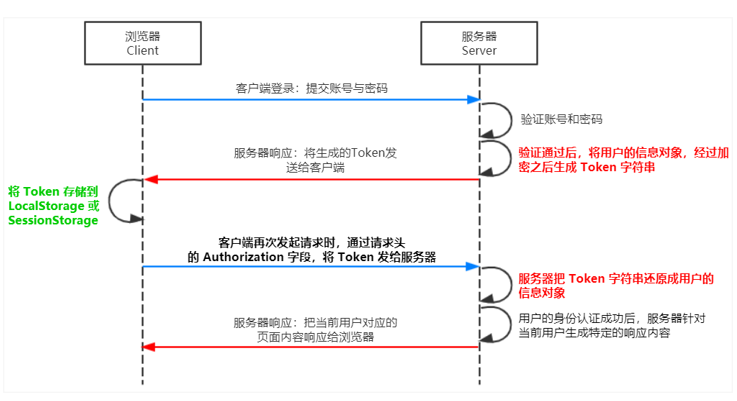 浏览器
Client
服务器
Server
客户端登录：提交账号与密码
验证账号和密码
服务器响应：将生成的Token发
送给客户端
验证通过后，将用户的信息对象，经过加
密之后生成 Token 字符串
将 Token 存储到
LocalStorage 或
SessionStorage
客户端再次发起请求时，通过请求头
的 Authorization 字段，将 Token 发给服务器
服务器把 Token 字符串还原成用户的
信息对象
服务器响应：把当前用户对应的
页面内容响应给浏览器
用户的身份认证成功后，服务器针对
当前用户生成特定的响应内容